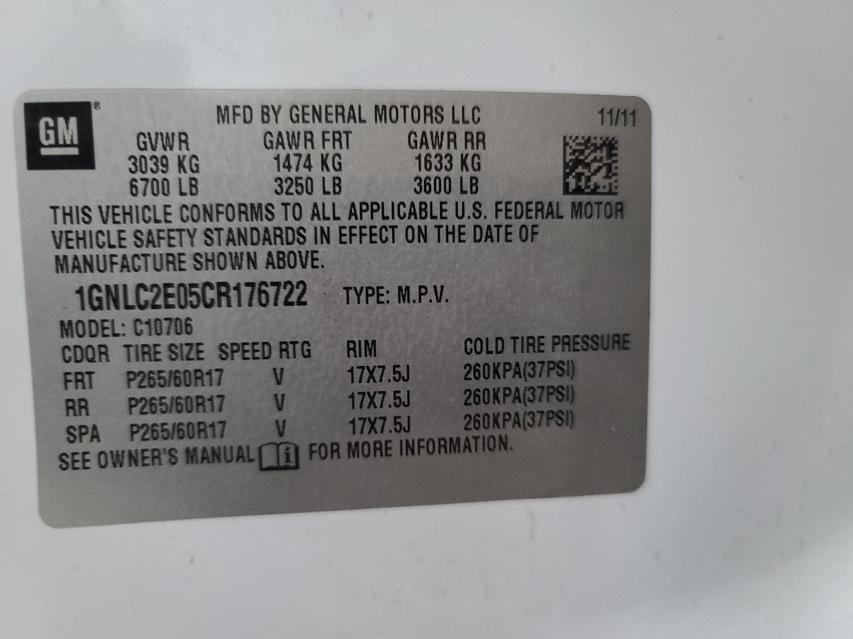 GM ®
MFD BY GENERAL MOTORS LLC 11/11
GVWR GAWR FRT GAWR RR
3039 KG 1474 KG 1633 KG
6700 LB 3250 LB 3600 LB
THIS VEHICLE CONFORMS TO ALL APPLICABLE U.S. FEDERAL MOTOR
VEHICLE SAFETY STANDARDS IN EFFECT ON THE DATE OF
MANUFACTURE SHOWN ABOVE.
1GNLC2E05CR176722 TYPE: M.P.V.
MODEL: C10706
CDQR TIRE SIZE SPEED RTG RIM COLD TIRE PRESSURE
FRT P265/60R17 V 17X7.5J 260KPA(37PSI)
RR P265/60R17 V 17X7.5J 260KPA(37PSI)
SPA P265/60R17 V 17X7.5J 260KPA(37PSI)
SEE OWNER'S MANUAL i FOR MORE INFORMATION.